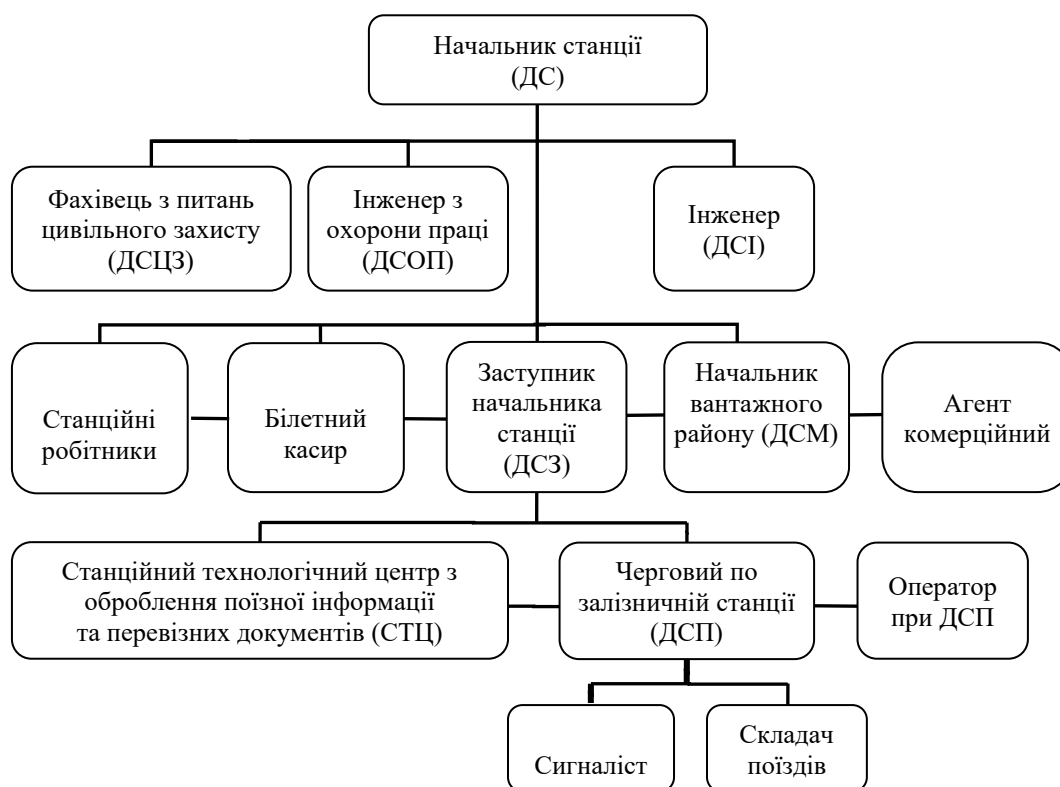 Начальник станції
(ДС)
Фахівець з питань
цивільного захисту
(ДСЦЗ)
Інженер з
охорони праці
(ДСОП)
Інженер
(ДСІ)
Станційні
робітники
Білетний
касир
Заступник
начальника
станції
(ДСЗ)
Начальник
вантажного
району (ДСМ)
Агент
комерційний
Станційний технологічний центр з
оброблення поїзної інформації
та перевізних документів (СТЦ)
Черговий по
залізничній станції
(ДСП)
Оператор
при ДСП
Сигналіст
Складач
поїздів